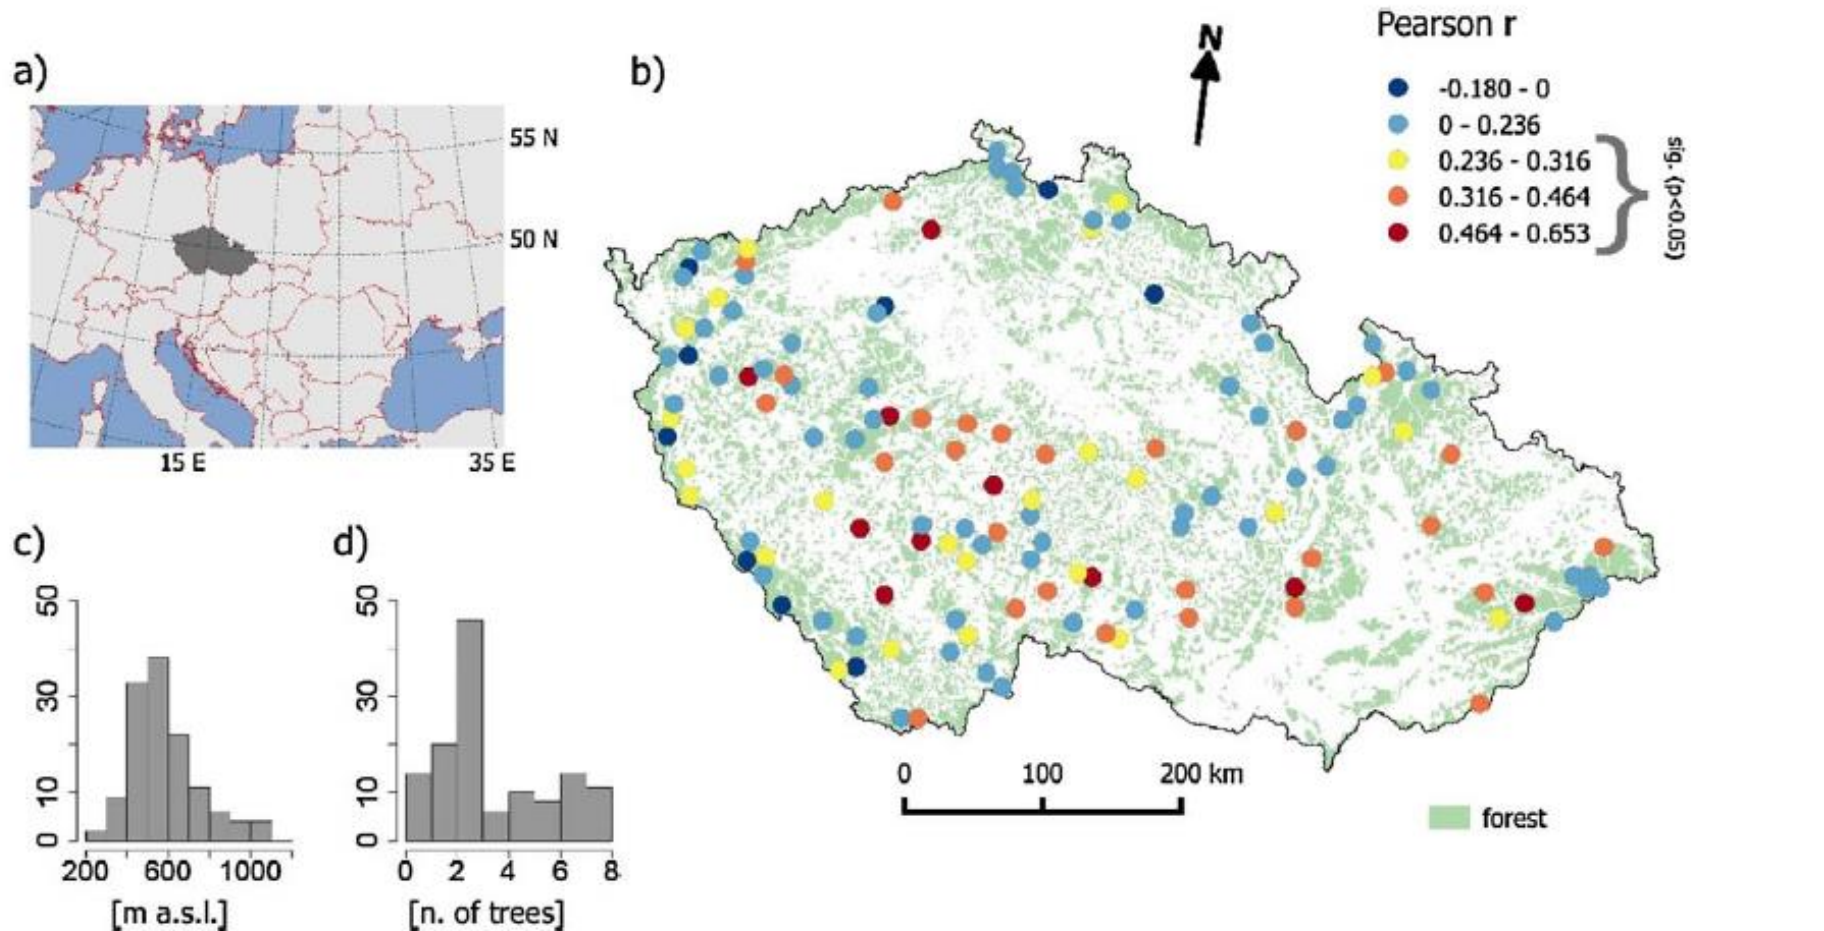 a)
55 N
50 N
15 E
35 E
b)
N
Pearson r
-0.180 - 0
0 - 0.236
0.236 - 0.316
0.316 - 0.464
0.464 - 0.653
sig. (p<0.05)
0
100
200 km
forest
c)
50
30
10
0
200
600
1000
[m a.s.l.]
d)
50
30
10
0
0
2
4
6
8
[n. of trees]